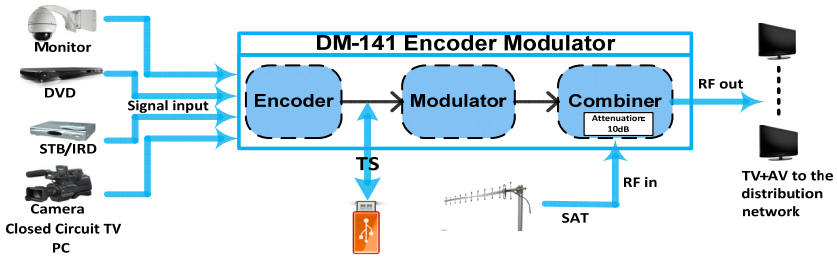 DM-141 Encoder Modulator
Monitor
DVD
Signal input
STB/IRD
Camera
Closed Circuit TV
PC
Encoder
Modulator
Combiner
Attenuation:
10dB
TS
SAT
RF in
RF out
TV+AV to the
distribution
network